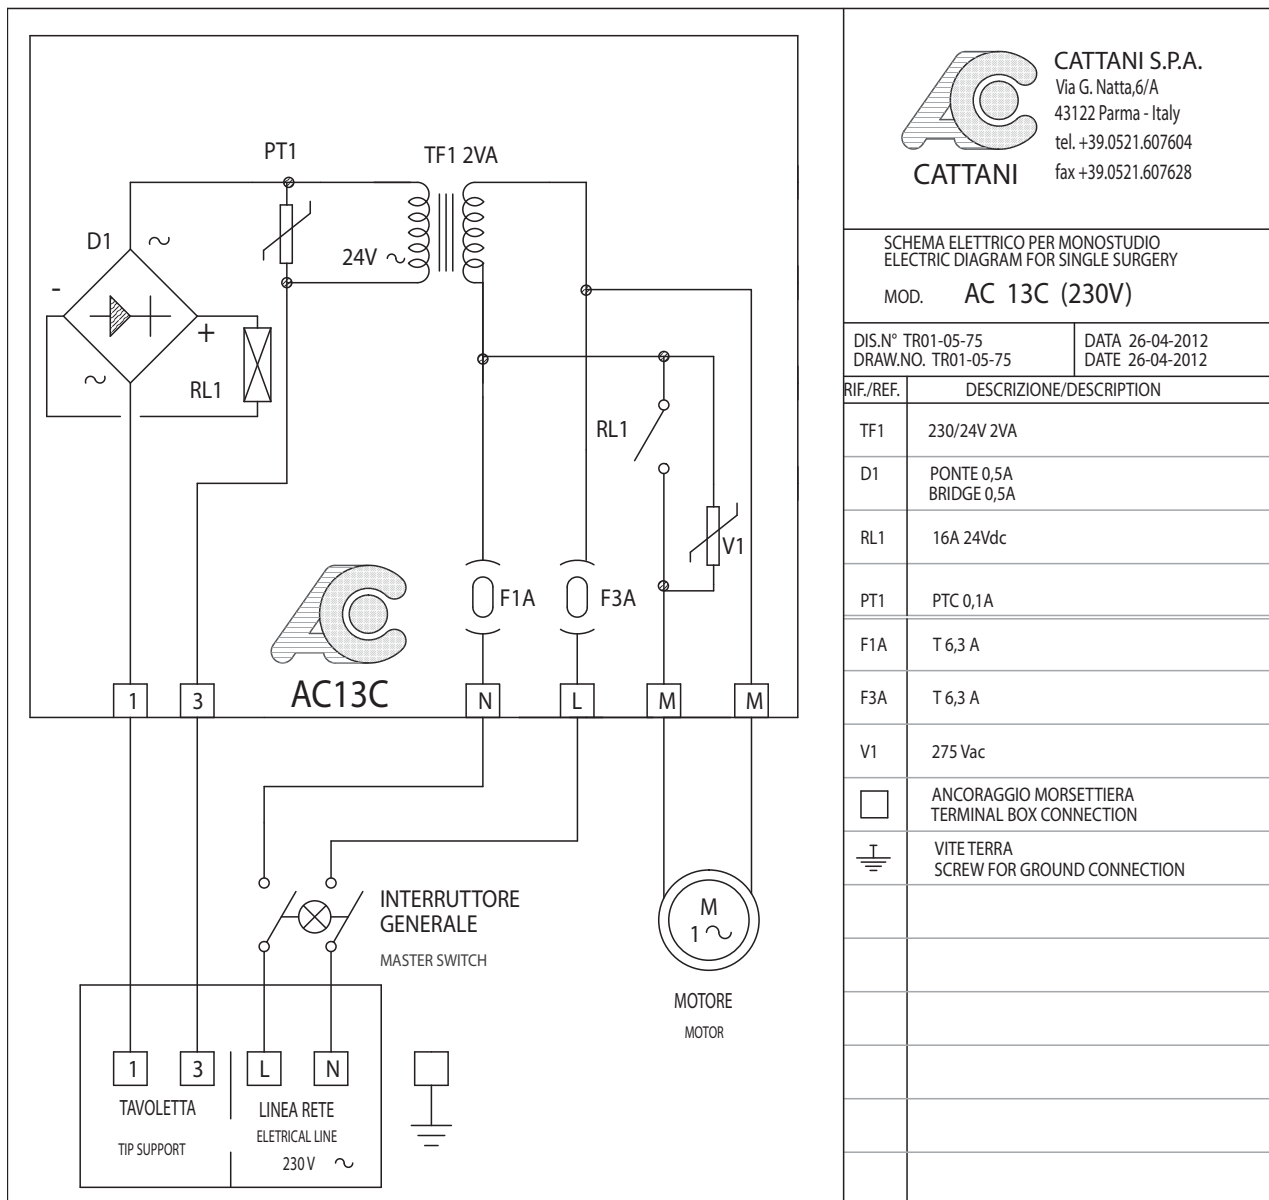 PT1
TF1 2VA
D1
24V ~
-
+
RL1
RL1
V1
F1A
F3A
AC13C
1
3
N
L
M
M
INTERRUTTORE
GENERALE
MASTER SWITCH
M
1~
MOTORE
MOTOR
1
3
L
N
TAVOLETTA
TIP SUPPORT
LINEA RETE
ELETRICAL LINE
230 V ~
AC
CATTANI
CATTANI S.P.A.
Via G. Natta,6/A
43122 Parma - Italy
tel. +39.0521.607604
fax +39.0521.607628
SCHEMA ELETTRICO PER MONOSTUDIO
ELECTRIC DIAGRAM FOR SINGLE SURGERY
MOD. AC 13C (230V)
DIS.N° TR01-05-75
DRAW.NO. TR01-05-75
DATA 26-04-2012
DATE 26-04-2012
RIF./REF. DESCRIZIONE/DESCRIPTION
TF1 230/24V 2VA
D1 PONTE 0,5A
BRIDGE 0,5A
RL1 16A 24Vdc
PT1 PTC 0,1A
F1A T 6,3 A
F3A T 6,3 A
V1 275 Vac
ANCORAGGIO MORSETTIERA
TERMINAL BOX CONNECTION
VITE TERRA
SCREW FOR GROUND CONNECTION